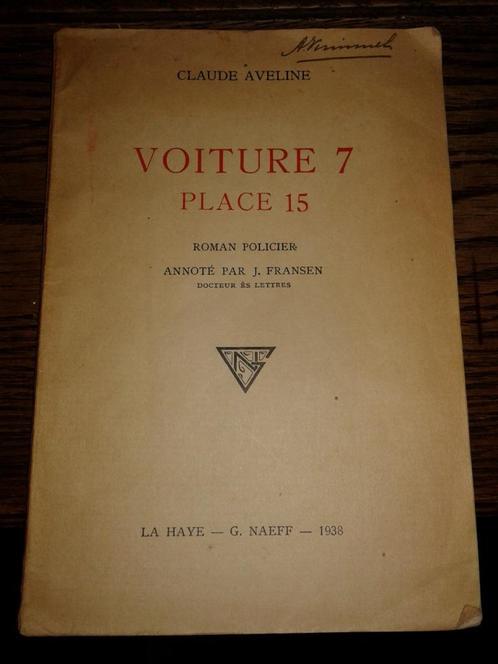 CLAUDE AVELINE
VOITURE 7
PLACE 15
ROMAN POLICIER
ANNOTÉ PAR J. FRANSEN
DOCTEUR ÈS LETTRES
LA HAYE — G. NAEFF — 1938